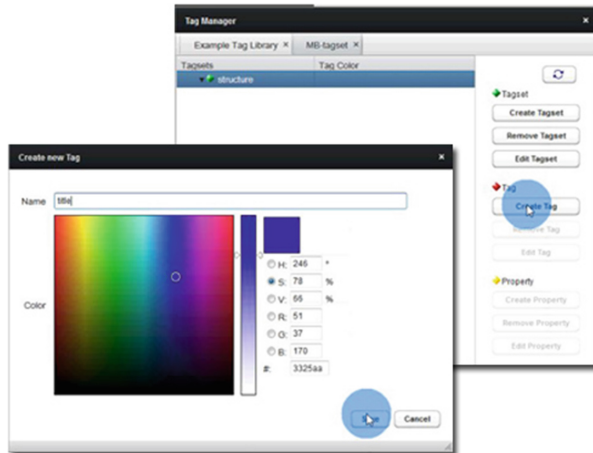 Tag Manager ×
Example Tag Library × MB-tagset ×
Tagsets Tag Color
structure
Tagset
Create Tagset
Remove Tagset
Edit Tagset
Tag
Create Tag
Remove Tag
Edit Tag
Property
Create Property
Remove Property
Edit Property
Create new Tag ×
Name title
Color
H: 246 °
S: 78 %
V: 66 %
R: 51
G: 37
B: 170
#: 3325aa
Save Cancel